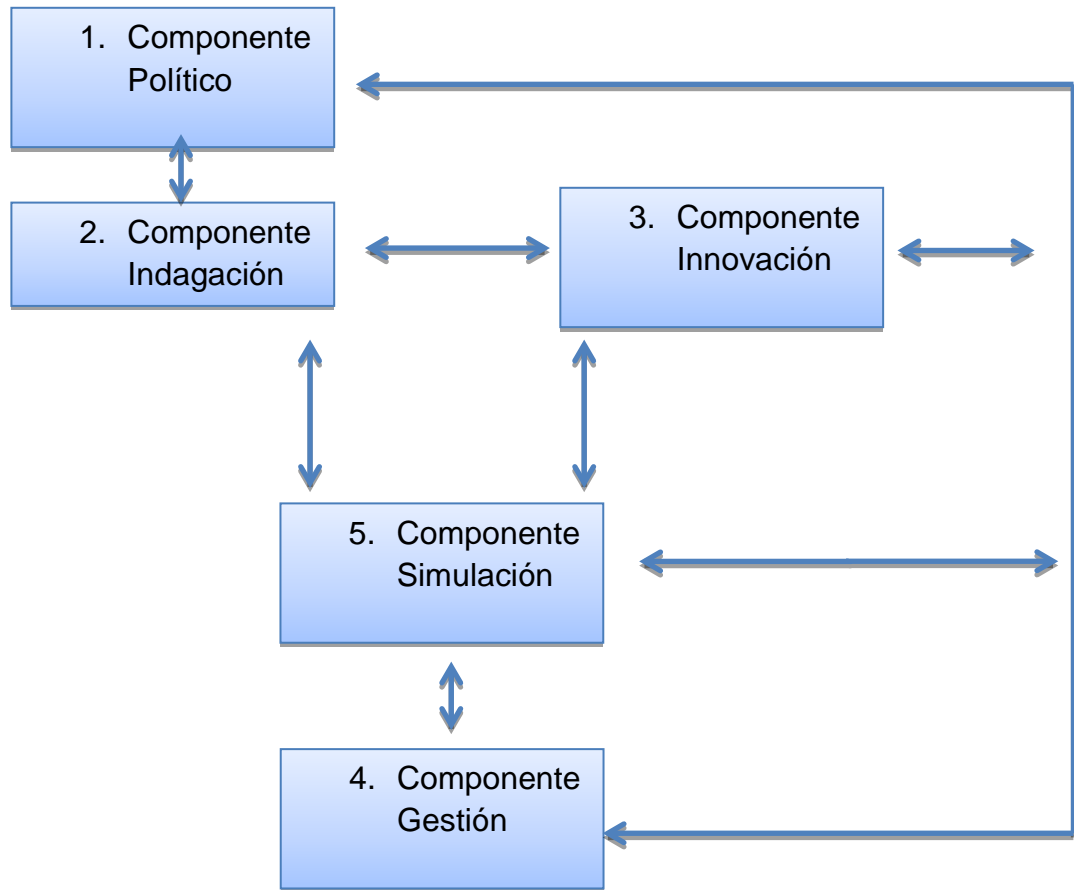 1. Componente
Político
2. Componente
Indagación
3. Componente
Innovación
5. Componente
Simulación
4. Componente
Gestión